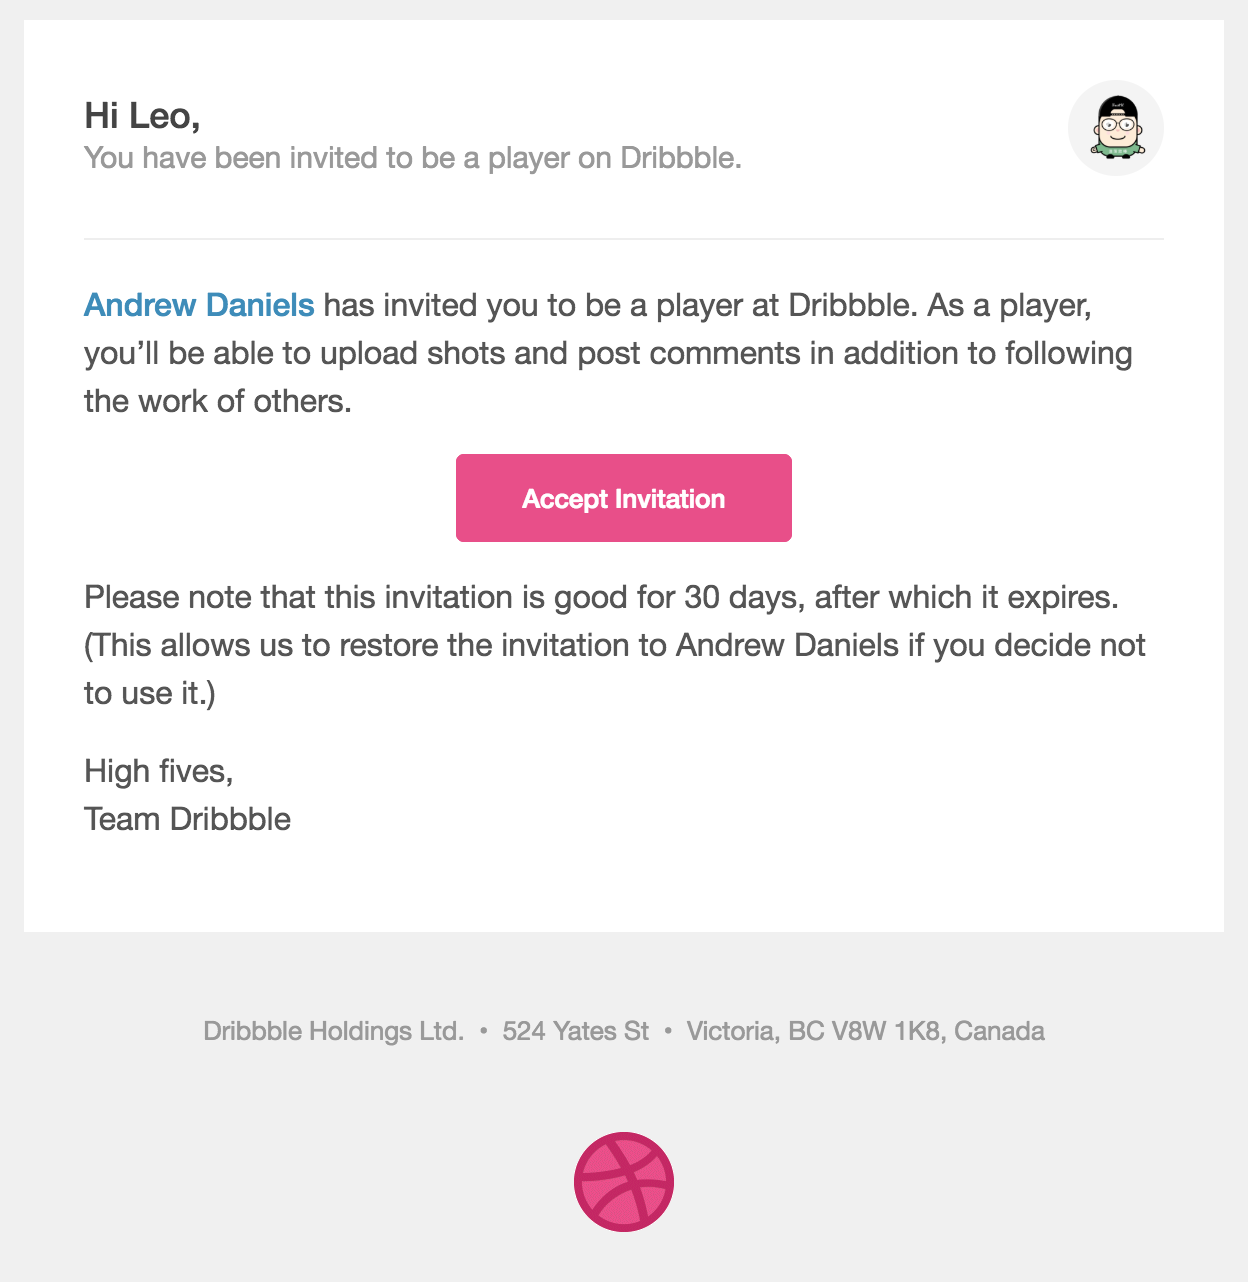 Hi Leo,
You have been invited to be a player on Dribbble.
Andrew Daniels has invited you to be a player at Dribbble. As a player,
you’ll be able to upload shots and post comments in addition to following
the work of others.
Accept Invitation
Please note that this invitation is good for 30 days, after which it expires.
(This allows us to restore the invitation to Andrew Daniels if you decide not
to use it.)
High fives,
Team Dribbble
Dribbble Holdings Ltd. • 524 Yates St • Victoria, BC V8W 1K8, Canada